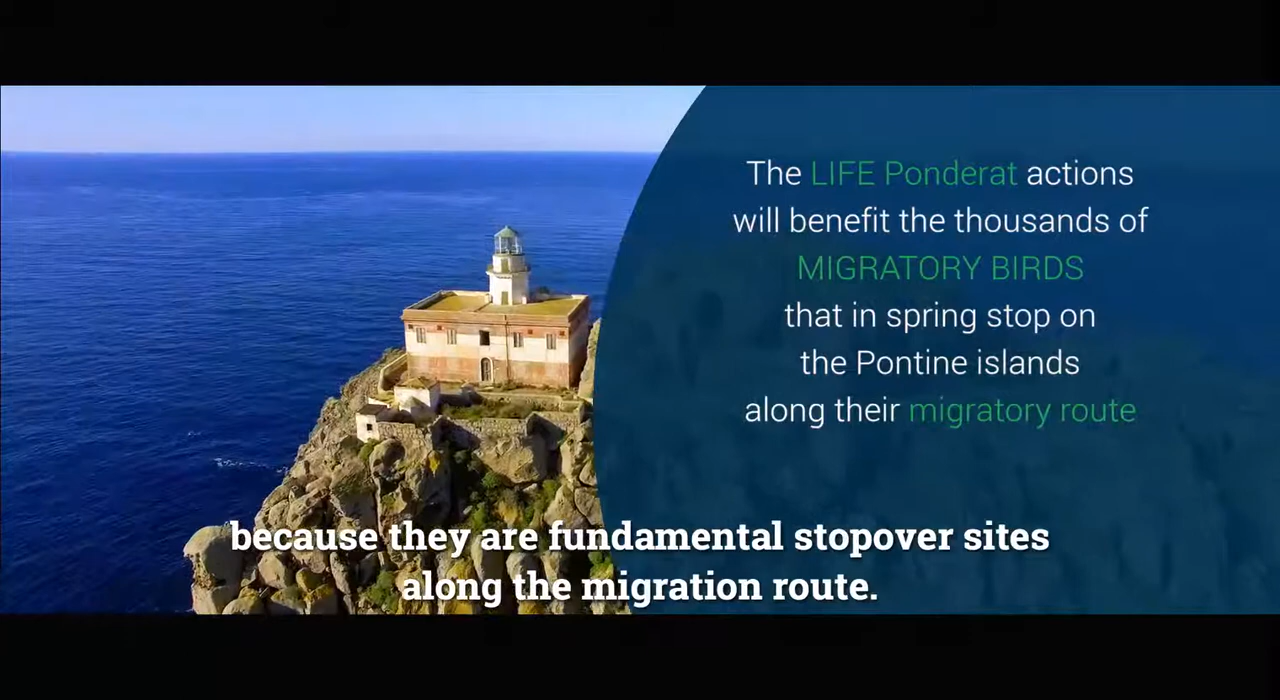 The LIFE Ponderat actions
will benefit the thousands of
MIGRATORY BIRDS
that in spring stop on
the Pontine islands
along their migratory route
because they are fundamental stopover sites
along the migration route.